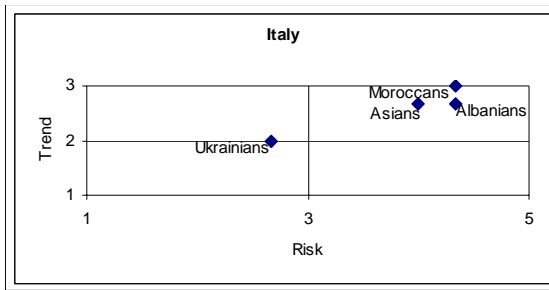 Italy
3
Moroccans
Asians
Albanians
Trend
2
Ukrainians
1
1
3
5
Risk